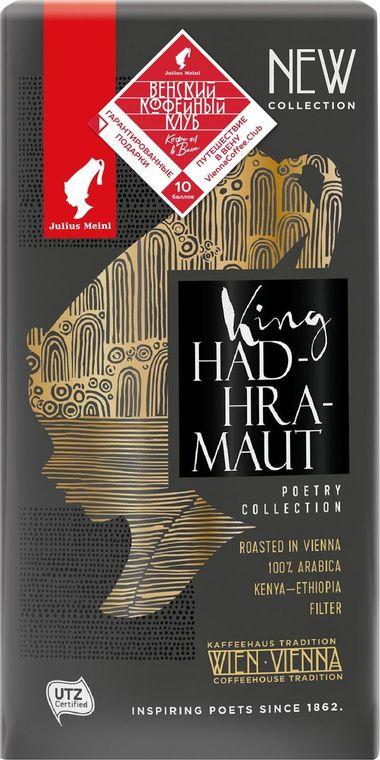 Julius Meinl
ВЕНСКИЙ
КОФЕЙНЫЙ
КЛУБ
Кофе и
в Вене
ГАРАНТИРОВАННЫЕ
ПОДАРКИ
10
баллов
ПУТЕШЕСТВИЕ
В ВЕНУ
ViennaCoffee.Club
NEW
COLLECTION
Julius Meinl
King
HAD-
HRA-
MAUT
POETRY
COLLECTION
ROASTED IN VIENNA
100% ARABICA
KENYA–ETHIOPIA
FILTER
KAFFEEHAUS TRADITION
WIEN·VIENNA
COFFEEHOUSE TRADITION
UTZ
Certified
INSPIRING POETS SINCE 1862.